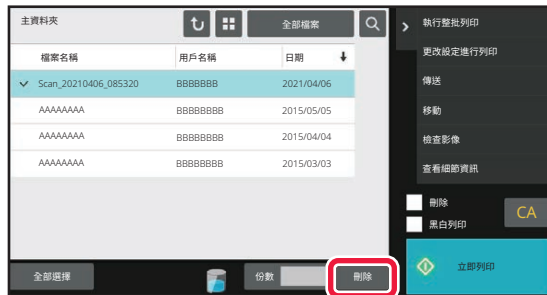 主資料夾
全部檔案
檔案名稱 用戶名稱 日期
Scan_20210406_085320 BBBBBBB 2021/04/06
AAAAAAAA BBBBBBBB 2015/05/05
AAAAAAAA BBBBBBBB 2015/04/04
AAAAAAAA BBBBBBBB 2015/03/03
全部選擇 份數 刪除
執行整批列印
更改設定進行列印
傳送
移動
檢查影像
查看細節資訊
刪除
黑白列印
CA
立即列印